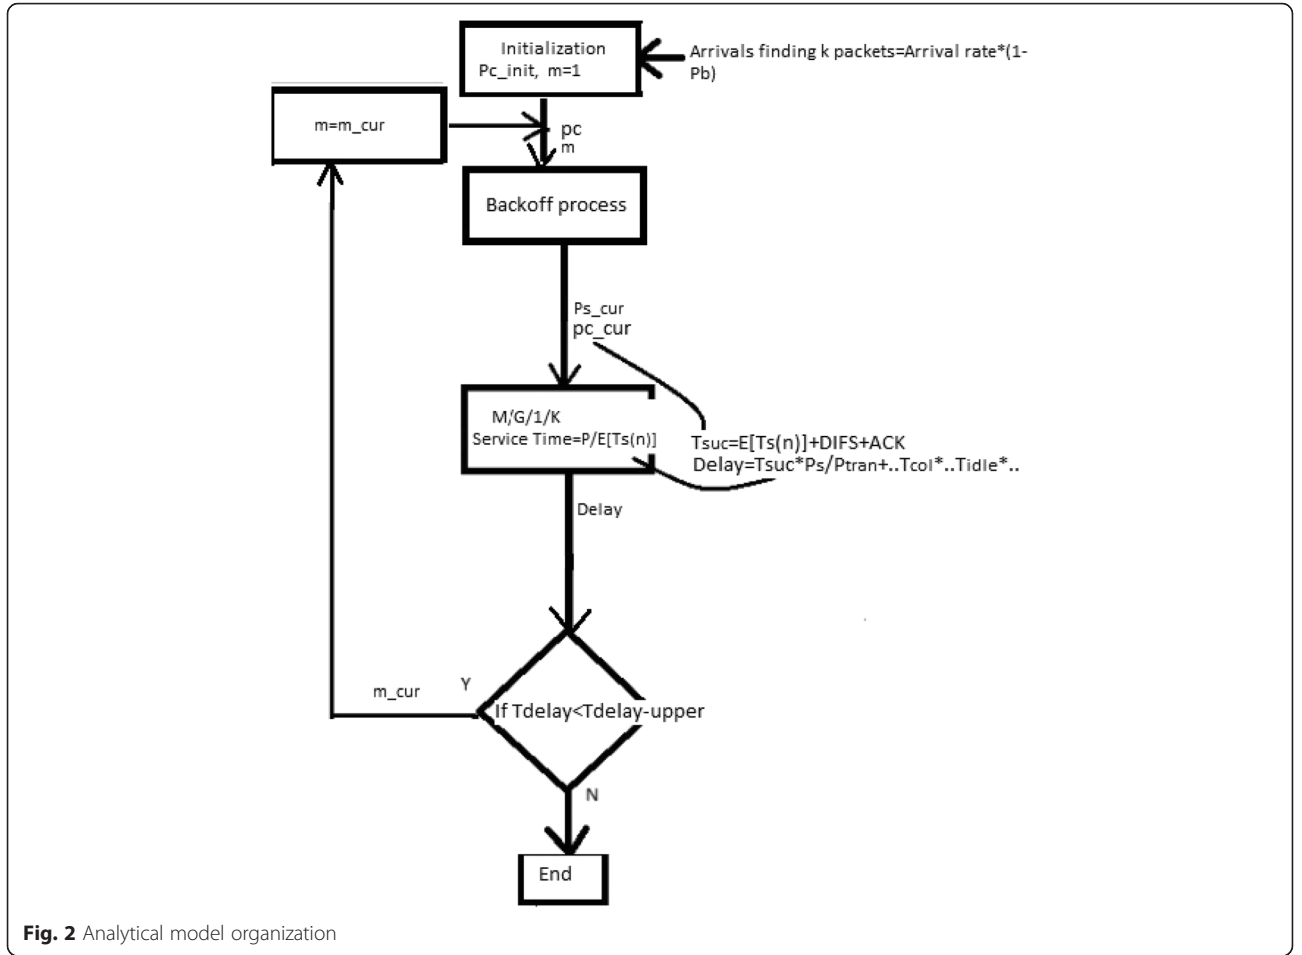 Initialization
Pc_init, m=1
Arrivals finding k packets=Arrival rate*(1-
Pb)
m=m_cur
pc
m
Backoff process
Ps_cur
pc_cur
M/G/1/K
Service Time=P/E[Ts(n)]
Tsuc=E[Ts(n)]+DIFS+ACK
Delay=Tsuc*Ps/Ptran+..Tcol*..Tidle*..
Delay
Y
m_cur
If Tdelay<Tdelay-upper
N
End
Fig. 2 Analytical model organization